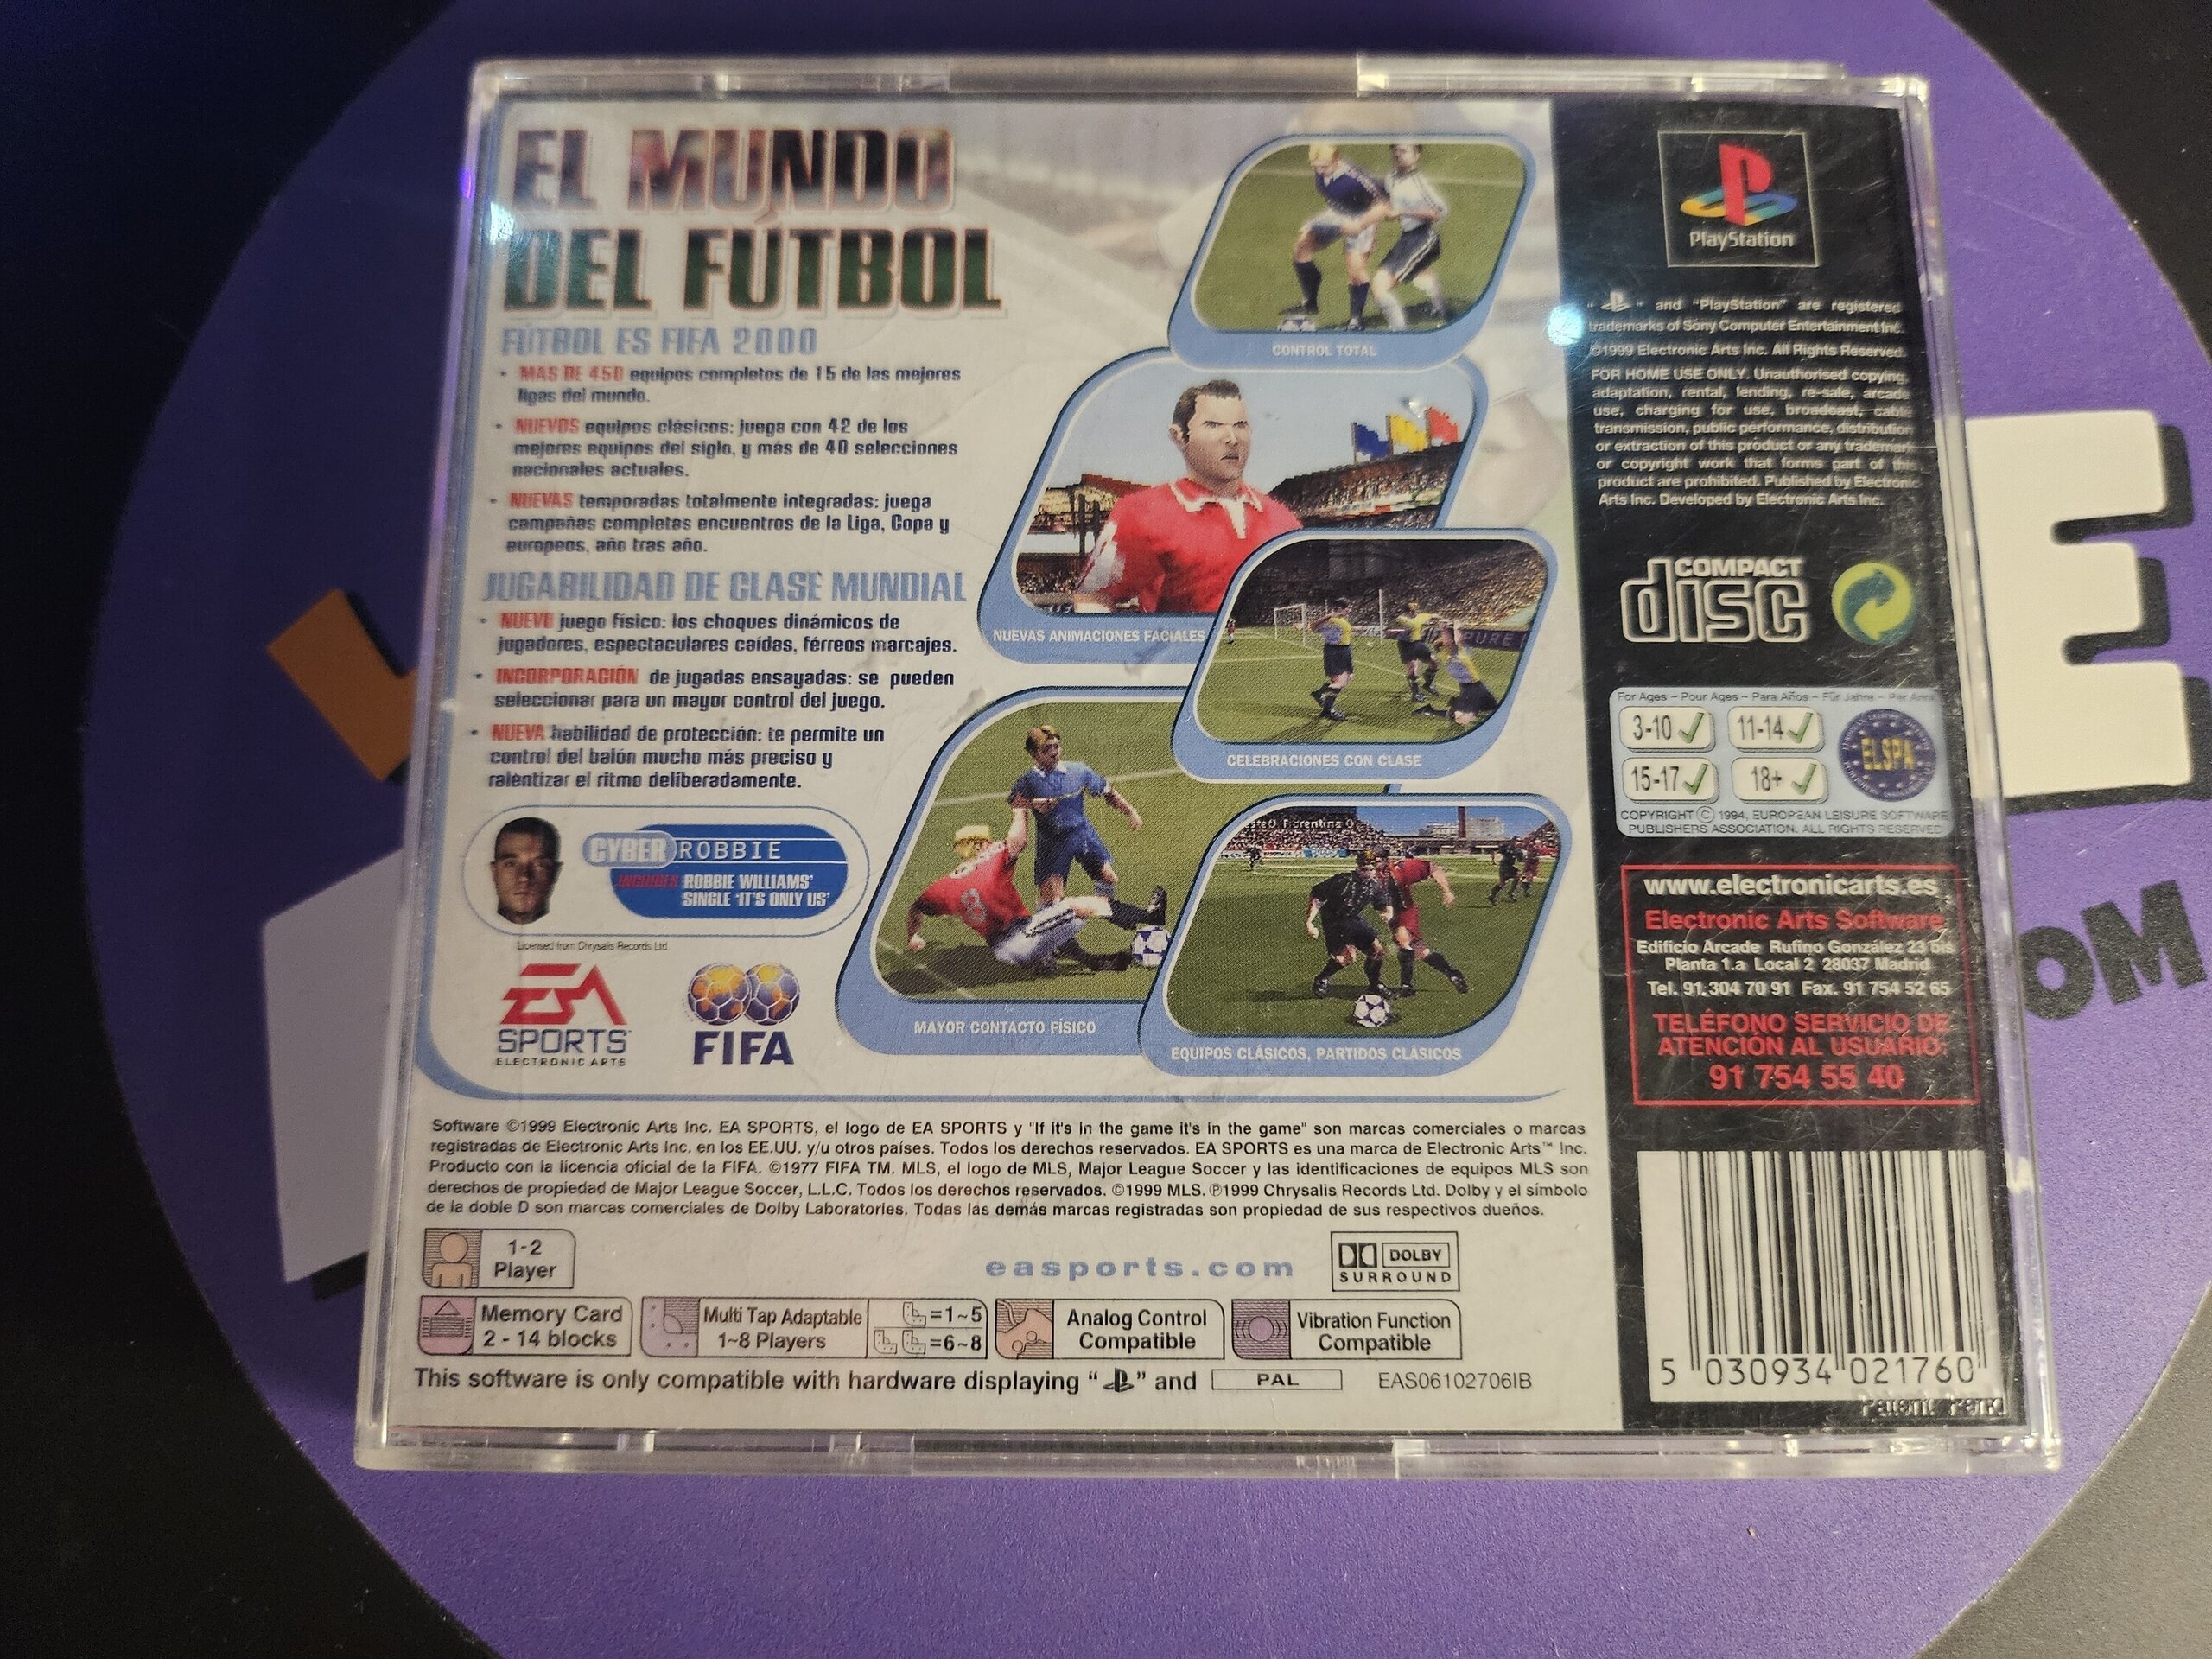 EL MUNDO
DEL FÚTBOL
FÚTBOL ES FIFA 2000
• MAS DE 450 equipos completos de 15 de las mejores
ligas del mundo.
• NUEVOS equipos clásicos: juega con 42 de los
mejores equipos del siglo, y más de 40 selecciones
nacionales actuales.
• NUEVAS temporadas totalmente integradas: juega
campañas completas encuentros de la Liga, Copa y
europeos, año tras año.
JUGABILIDAD DE CLASE MUNDIAL
• NUEVO juego físico: los choques dinámicos de
jugadores, espectaculares caídas, férreos marcajes.
• INCORPORACIÓN de jugadas ensayadas: se pueden
seleccionar para un mayor control del juego.
• NUEVA habilidad de protección: te permite un
control del balón mucho más preciso y
ralentizar el ritmo deliberadamente.
CYBER ROBBIE
INCLUDES ROBBIE WILLIAMS'
SINGLE 'IT'S ONLY US'
Licensed from Chrysalis Records Ltd.
EA
SPORTS™
ELECTRONIC ARTS
FIFA
CONTROL TOTAL
NUEVAS ANIMACIONES FACIALES
CELEBRACIONES CON CLASE
MAYOR CONTACTO FÍSICO
Fiorentina
EQUIPOS CLÁSICOS, PARTIDOS CLÁSICOS
Software ©1999 Electronic Arts Inc. EA SPORTS, el logo de EA SPORTS y "If it's in the game it's in the game" son marcas comerciales o marcas
registradas de Electronic Arts Inc. en los EE.UU. y/u otros países. Todos los derechos reservados. EA SPORTS es una marca de Electronic Arts™ Inc.
Producto con la licencia oficial de la FIFA. ©1977 FIFA TM. MLS, el logo de MLS, Major League Soccer y las identificaciones de equipos MLS son
derechos de propiedad de Major League Soccer, L.L.C. Todos los derechos reservados. ©1999 MLS. ℗1999 Chrysalis Records Ltd. Dolby y el símbolo
de la doble D son marcas comerciales de Dolby Laboratories. Todas las demás marcas registradas son propiedad de sus respectivos dueños.
1-2
Player
easports.com
DOLBY
SURROUND
Memory Card
2 - 14 blocks
Multi Tap Adaptable
1~8 Players
=1~5
=6~8
Analog Control
Compatible
Vibration Function
Compatible
This software is only compatible with hardware displaying " " and PAL
EAS06102706IB
PlayStation
" " and "PlayStation" are registered
trademarks of Sony Computer Entertainment Inc.
©1999 Electronic Arts Inc. All Rights Reserved.
FOR HOME USE ONLY. Unauthorised copying,
adaptation, rental, lending, re-sale, arcade
use, charging for use, broadcast, cable
transmission, public performance, distribution
or extraction of this product or any trademark
or copyright work that forms part of this
product are prohibited. Published by Electronic
Arts Inc. Developed by Electronic Arts Inc.
COMPACT
disc
For Ages – Pour Ages – Para Años – Für Jahre – Per Anni
3-10
11-14
15-17
18+
ELSPA
COPYRIGHT © 1994, EUROPEAN LEISURE SOFTWARE
PUBLISHERS ASSOCIATION. ALL RIGHTS RESERVED
www.electronicarts.es
Electronic Arts Software
Edificio Arcade Rufino González 23 bis
Planta 1.a Local 2 28037 Madrid
Tel. 91 304 70 91 Fax. 91 754 52 65
TELÉFONO SERVICIO DE
ATENCIÓN AL USUARIO:
91 754 55 40
5 030934 021760
Patent Pend
E
OM